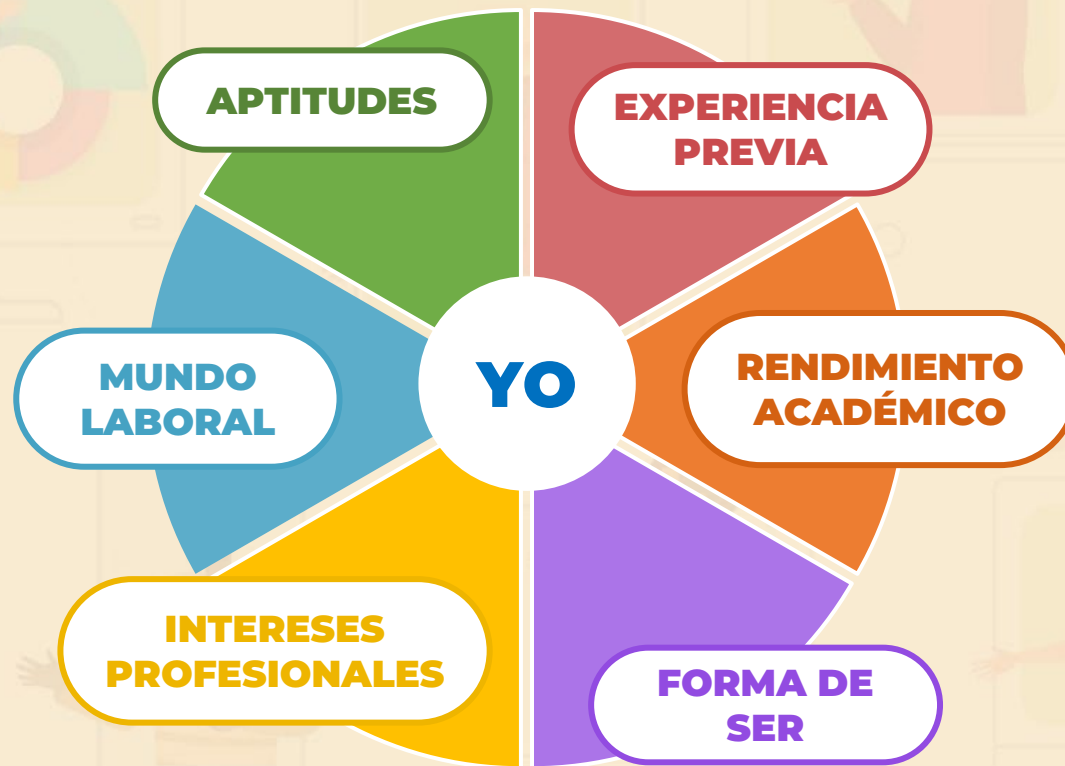 APTITUDES
EXPERIENCIA
PREVIA
MUNDO
LABORAL
YO
RENDIMIENTO
ACADÉMICO
INTERESES
PROFESIONALES
FORMA DE
SER